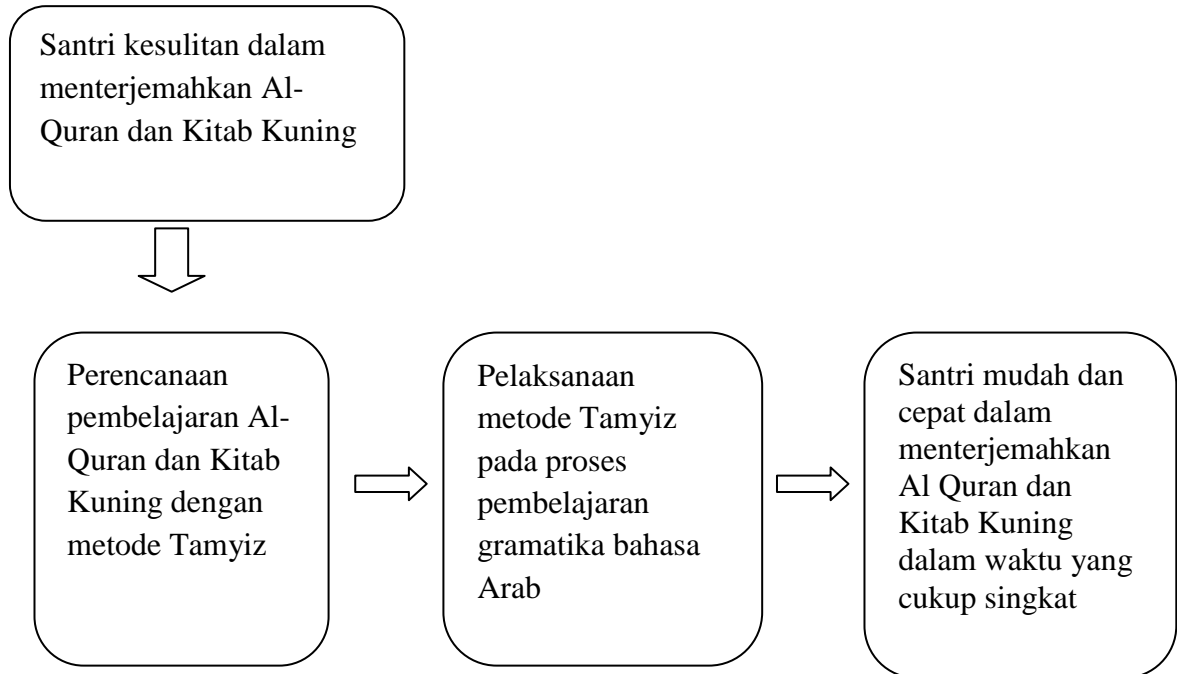 Santri kesulitan dalam
menterjemahkan Al-
Quran dan Kitab Kuning
Perencanaan
pembelajaran Al-
Quran dan Kitab
Kuning dengan
metode Tamyiz
Pelaksanaan
metode Tamyiz
pada proses
pembelajaran
gramatika bahasa
Arab
Santri mudah dan
cepat dalam
menterjemahkan
Al Quran dan
Kitab Kuning
dalam waktu yang
cukup singkat